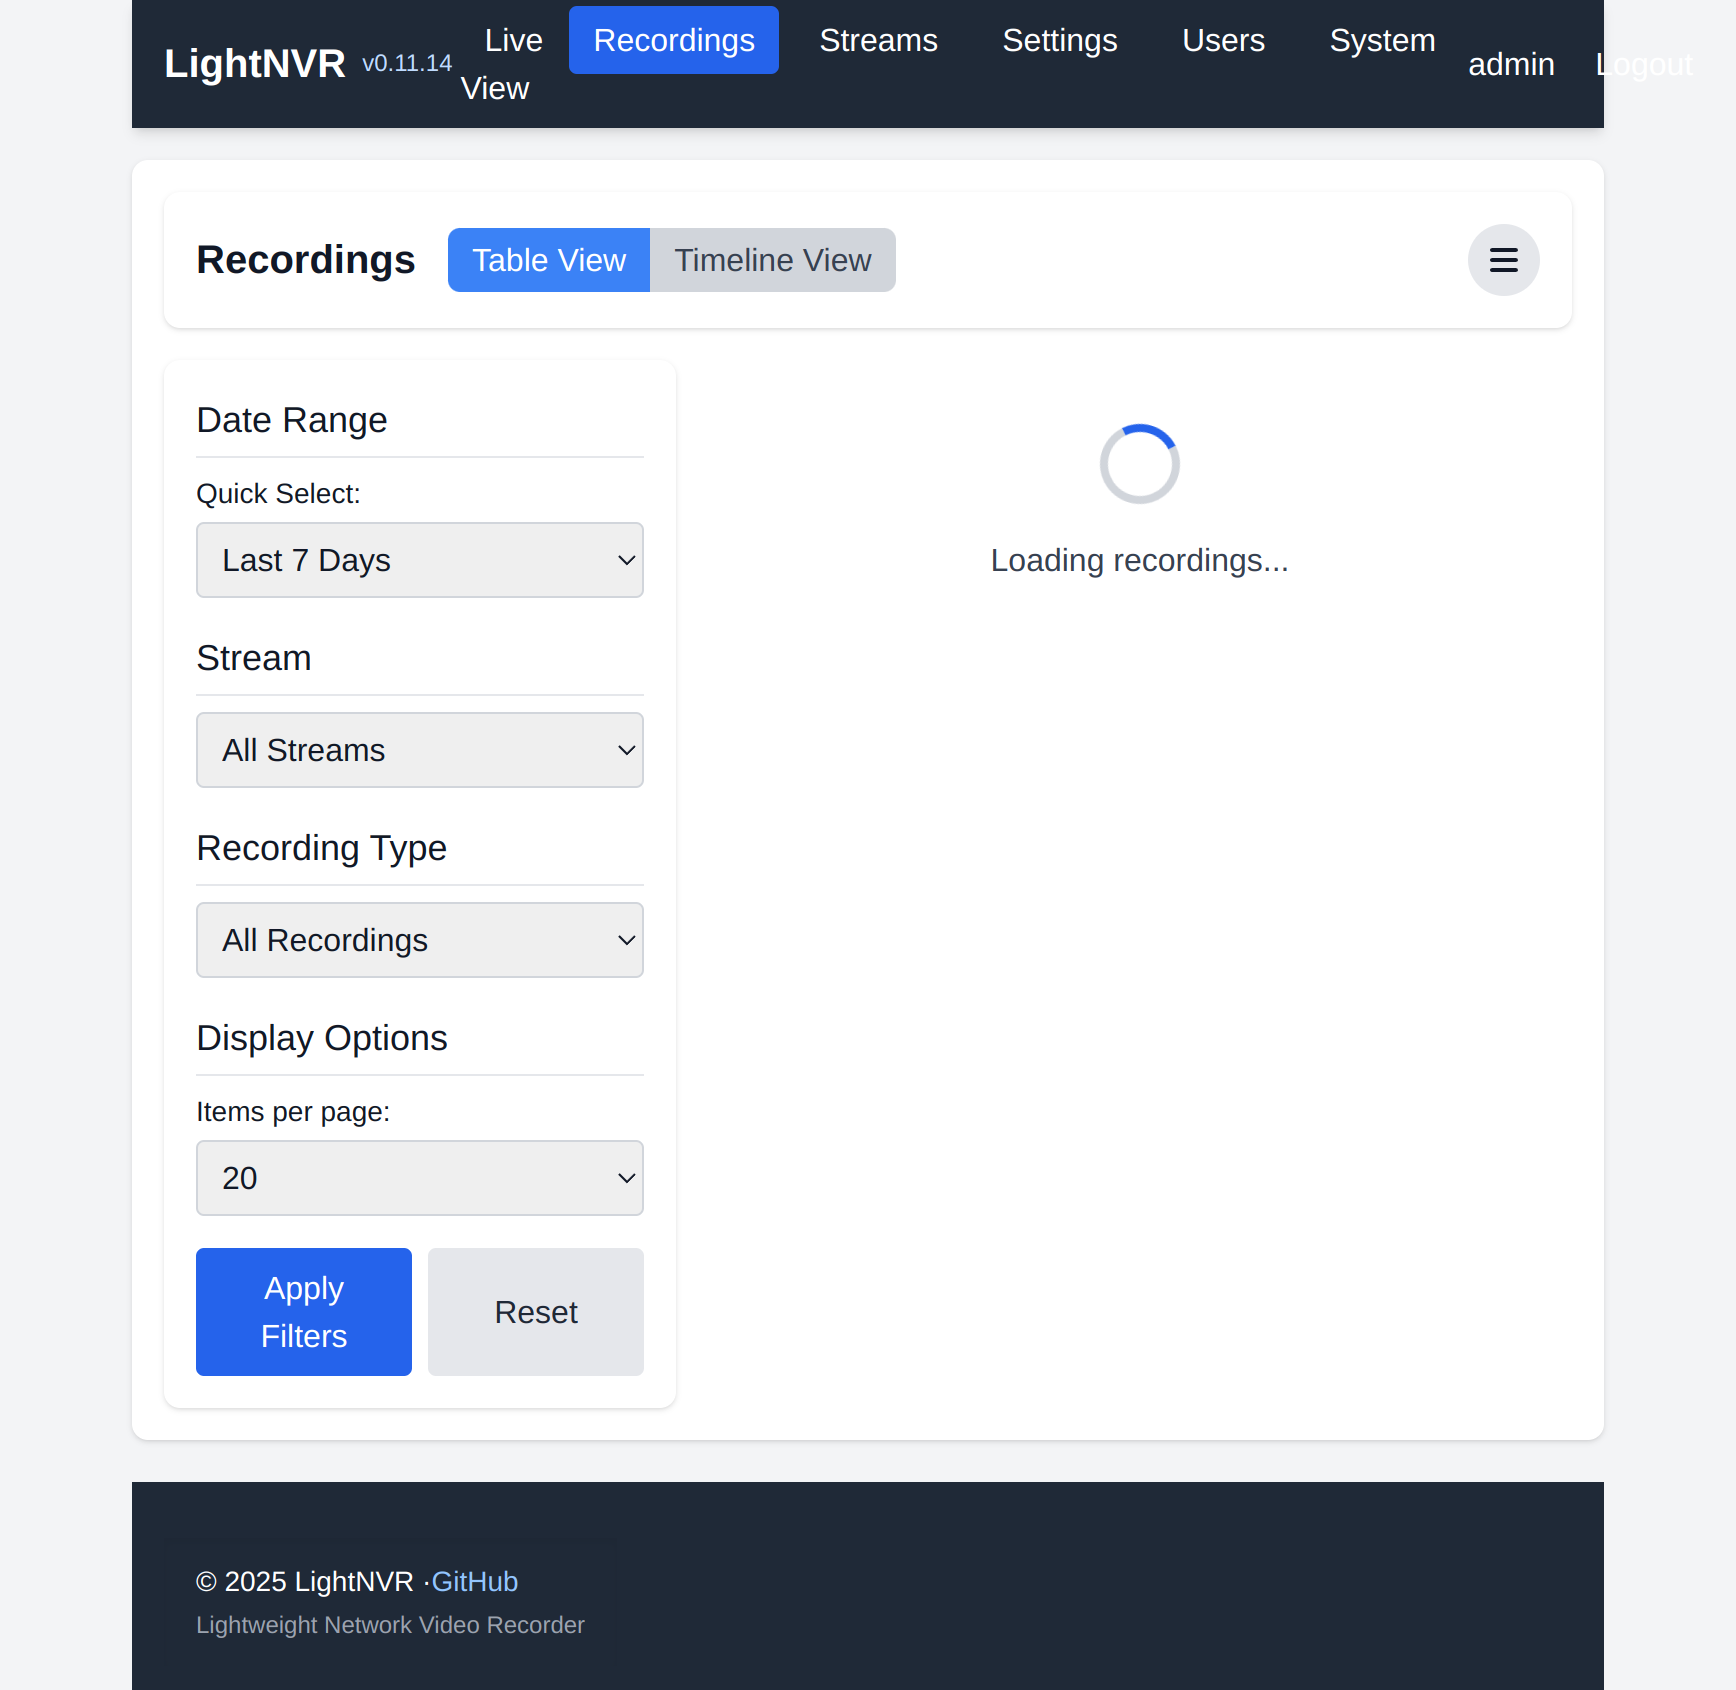 LightNVR v0.11.14 Live View Recordings Streams Settings Users System admin Logout
Recordings Table View Timeline View
Date Range
Quick Select:
Last 7 Days
Loading recordings...
Stream
All Streams
Recording Type
All Recordings
Display Options
Items per page:
20
Apply Filters
Reset
© 2025 LightNVR · GitHub
Lightweight Network Video Recorder